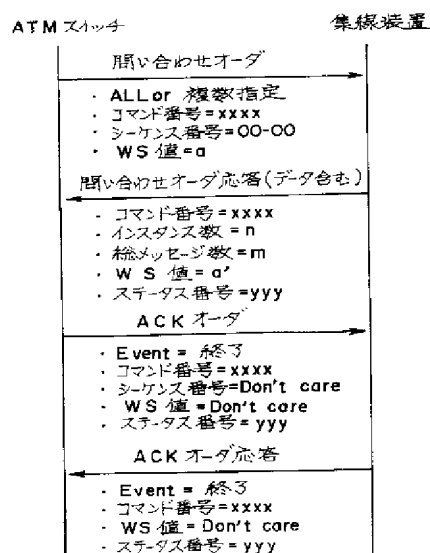 ATMスイッチ
集線装置
問い合わせオーダ
・ ALL or 複数指定
・ コマンド番号=xxxx
・ シーケンス番号=00-00
・ WS 値=a
問い合わせオーダ応答(データ含む)
・ コマンド番号=xxxx
・ インスタンス数=n
・ 総メッセージ数=m
・ WS 値=a'
・ ステータス番号=yyy
ACKオーダ
・ Event = 終了
・ コマンド番号=xxxx
・ シーケンス番号=Don't care
・ WS 値=Don't care
・ ステータス番号=yyy
ACKオーダ応答
・ Event = 終了
・ コマンド番号=xxxx
・ WS 値=Don't care
・ ステータス番号=yyy